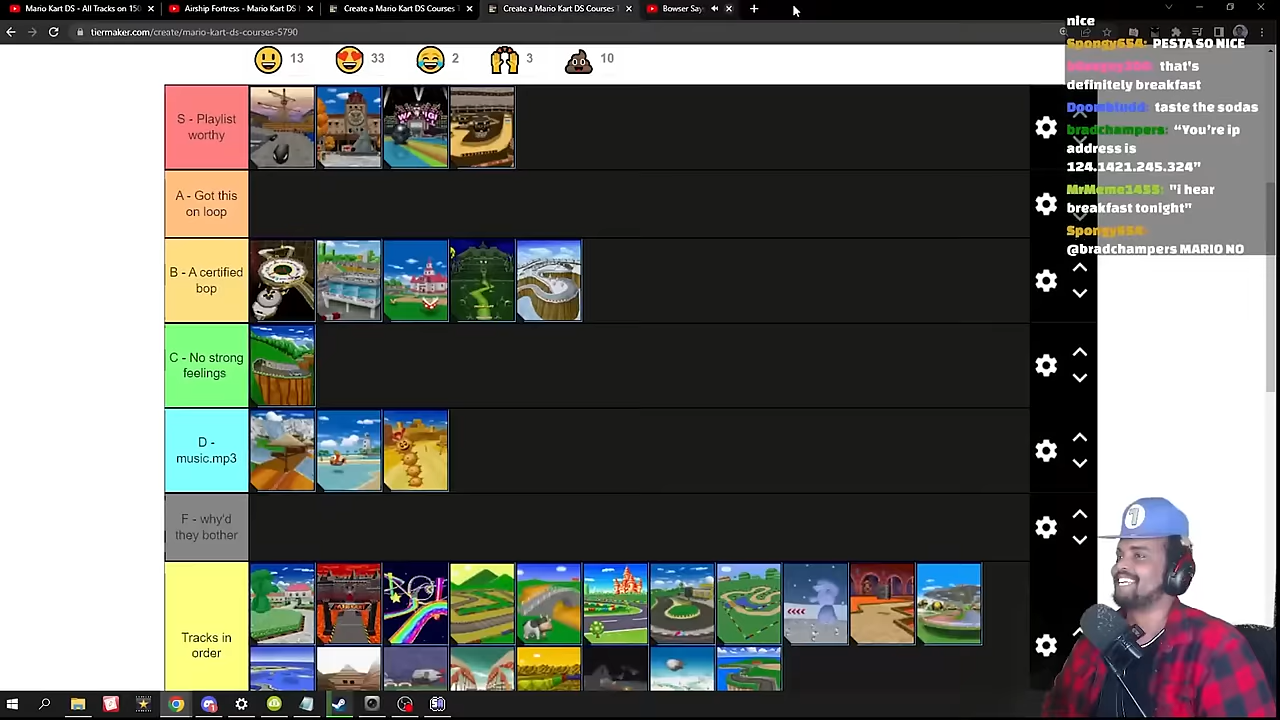 Mario Kart DS - All Tracks on 150
Airship Fortress - Mario Kart DS
Create a Mario Kart DS Courses
Create a Mario Kart DS Courses
Bowser Say
tiermaker.com/create/mario-kart-ds-courses-5790
13
33
2
3
10
nice
Spongy654: PESTA SO NICE
that's
definitely breakfast
Doombludd: taste the sodas
bradchampers: “You’re ip
address is
124.1421.245.324”
MrMeme1455: "i hear
breakfast tonight"
Spongy654:
@bradchampers MARIO NO
S - Playlist
worthy
A - Got this
on loop
B - A certified
bop
C - No strong
feelings
D -
music.mp3
F - why'd
they bother
Tracks in
order